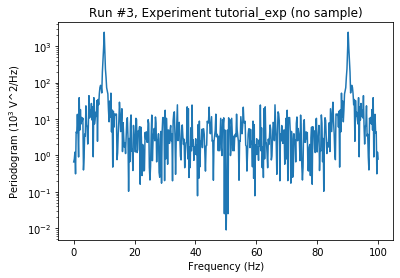 Run #3, Experiment tutorial_exp (no sample)
Periodogram (10³ V^2/Hz)
10³
10²
10¹
10⁰
10⁻¹
10⁻²
0 20 40 60 80 100
Frequency (Hz)